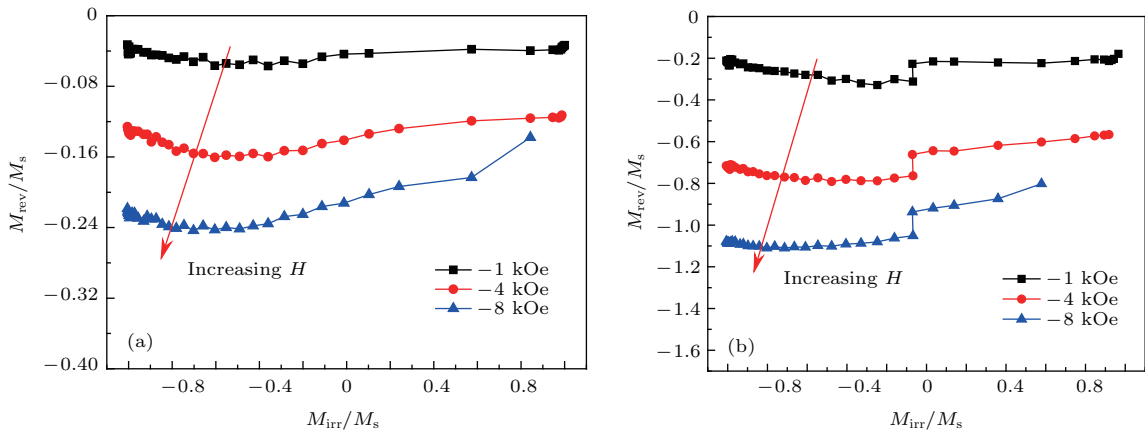 0
−0.08
−0.16
−0.24
−0.32
−0.40
M_rev/M_s
−0.8
−0.4
0
0.4
0.8
M_irr/M_s
Increasing H
−1 kOe
−4 kOe
−8 kOe
(a)
0
−0.2
−0.4
−0.6
−0.8
−1.0
−1.2
−1.4
−1.6
M_rev/M_s
−0.8
−0.4
0
0.4
0.8
M_irr/M_s
Increasing H
−1 kOe
−4 kOe
−8 kOe
(b)